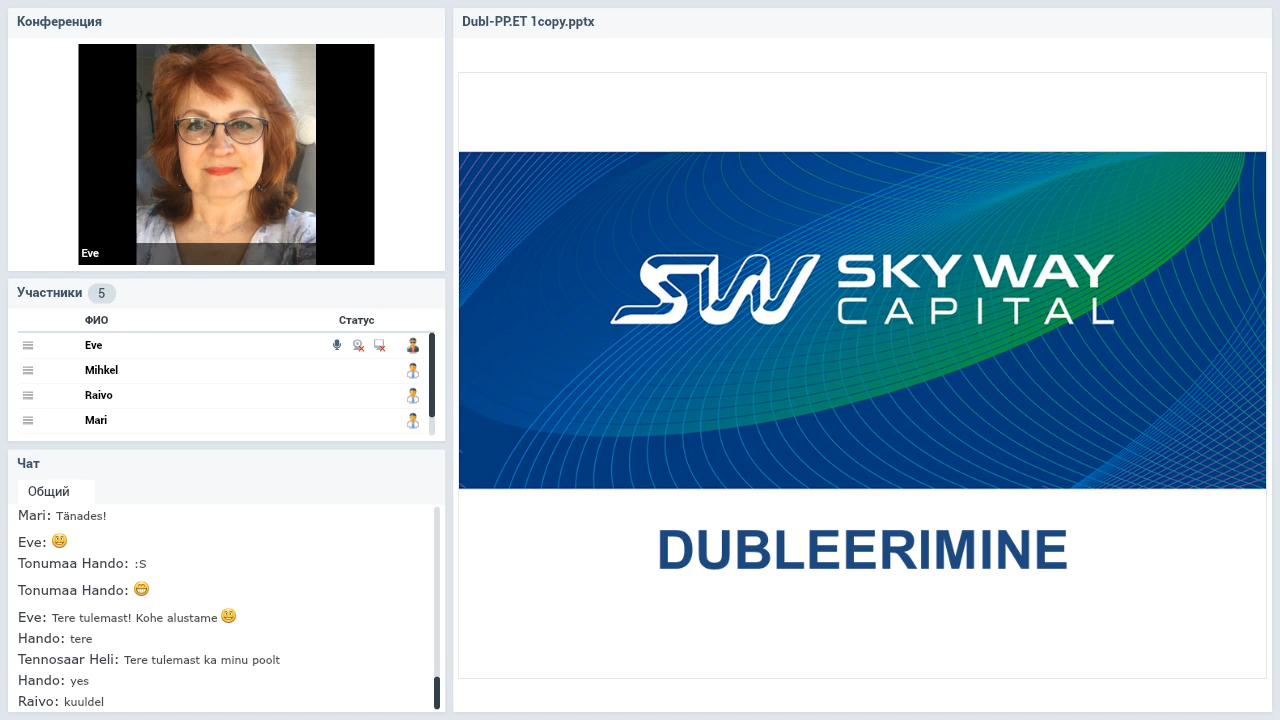 Конференция
Eve
Участники 5
ФИО Статус
Eve
Mihkel
Raivo
Mari
Чат
Общий
Mari: Tänades!
Eve:
Tonumaa Hando: :S
Tonumaa Hando:
Eve: Tere tulemast! Kohe alustame
Hando: tere
Tennosaar Heli: Tere tulemast ka minu poolt
Hando: yes
Raivo: kuuldel
Dubl-PP.ET 1copy.pptx
SW SKY WAY
CAPITAL
DUBLEERIMINE